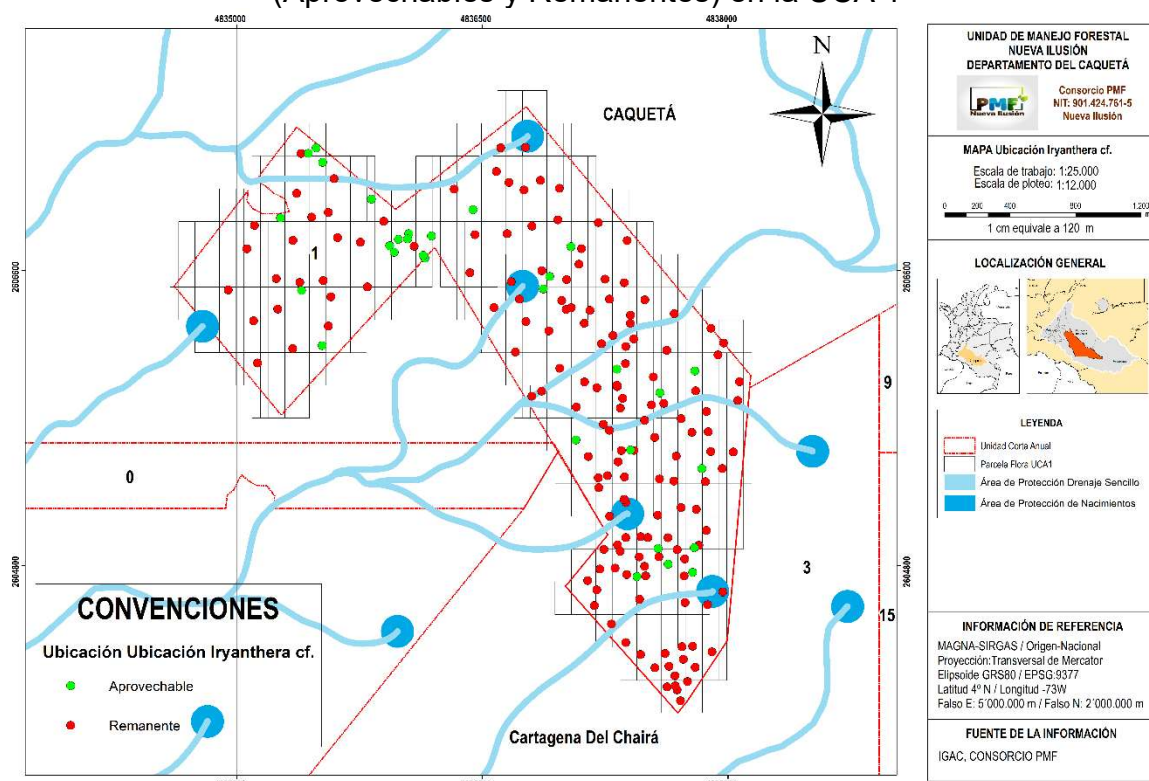 (Aprovechables y Remanentes) en la UCA 1
4835000
4836500
4838000
N
CAQUETÁ
2606600
2606600
1
9
0
3
2604800
2604800
15
CONVENCIONES
Ubicación Ubicación Iryanthera cf.
Aprovechable
Remanente
Cartagena Del Chairá
UNIDAD DE MANEJO FORESTAL
NUEVA ILUSIÓN
DEPARTAMENTO DEL CAQUETÁ
PMF
Nueva Ilusión
Consorcio PMF
NIT: 901.424.761-5
Nueva Ilusión
MAPA Ubicación Iryanthera cf.
Escala de trabajo: 1:25.000
Escala de ploteo: 1:12.000
0 200 400 800 1.200
1 cm equivale a 120 m
LOCALIZACIÓN GENERAL
LEYENDA
Unidad Corta Anual
Parcela Flora UCA1
Área de Protección Drenaje Sencillo
Área de Protección de Nacimientos
INFORMACIÓN DE REFERENCIA
MAGNA-SIRGAS / Origen-Nacional
Proyección:Transversal de Mercator
Elipsoide GRS80 / EPSG:9377
Latitud 4º N / Longitud -73W
Falso E: 5´000.000 m / Falso N: 2´000.000 m
FUENTE DE LA INFORMACIÓN
IGAC, CONSORCIO PMF